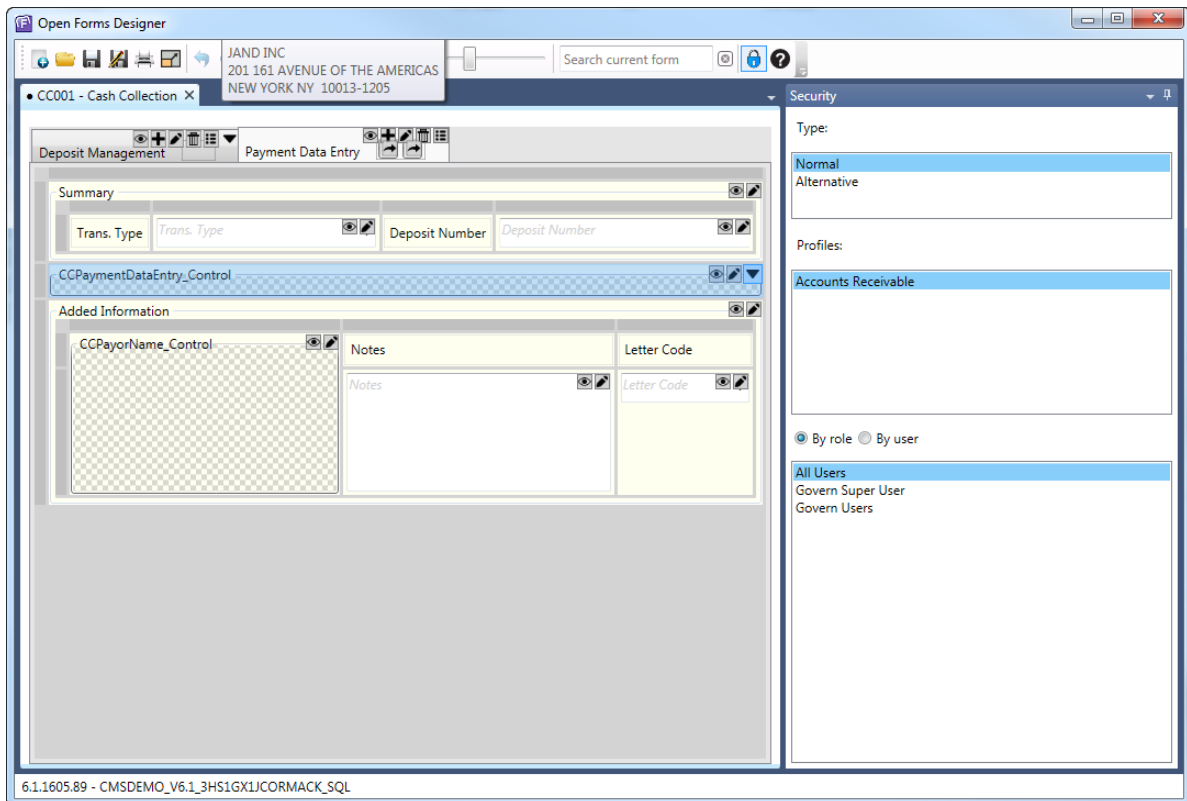 Open Forms Designer
JAND INC
201 161 AVENUE OF THE AMERICAS
NEW YORK NY 10013-1205
Search current form
• CC001 - Cash Collection
Security
Deposit Management
Payment Data Entry
Summary
Trans. Type
Trans. Type
Deposit Number
Deposit Number
CCPaymentDataEntry_Control
Added Information
CCPayorName_Control
Notes
Letter Code
Notes
Letter Code
Type:
Normal
Alternative
Profiles:
Accounts Receivable
By role By user
All Users
Govern Super User
Govern Users
6.1.1605.89 - CMSDEMO_V6.1_3HS1GX1JCORMACK_SQL